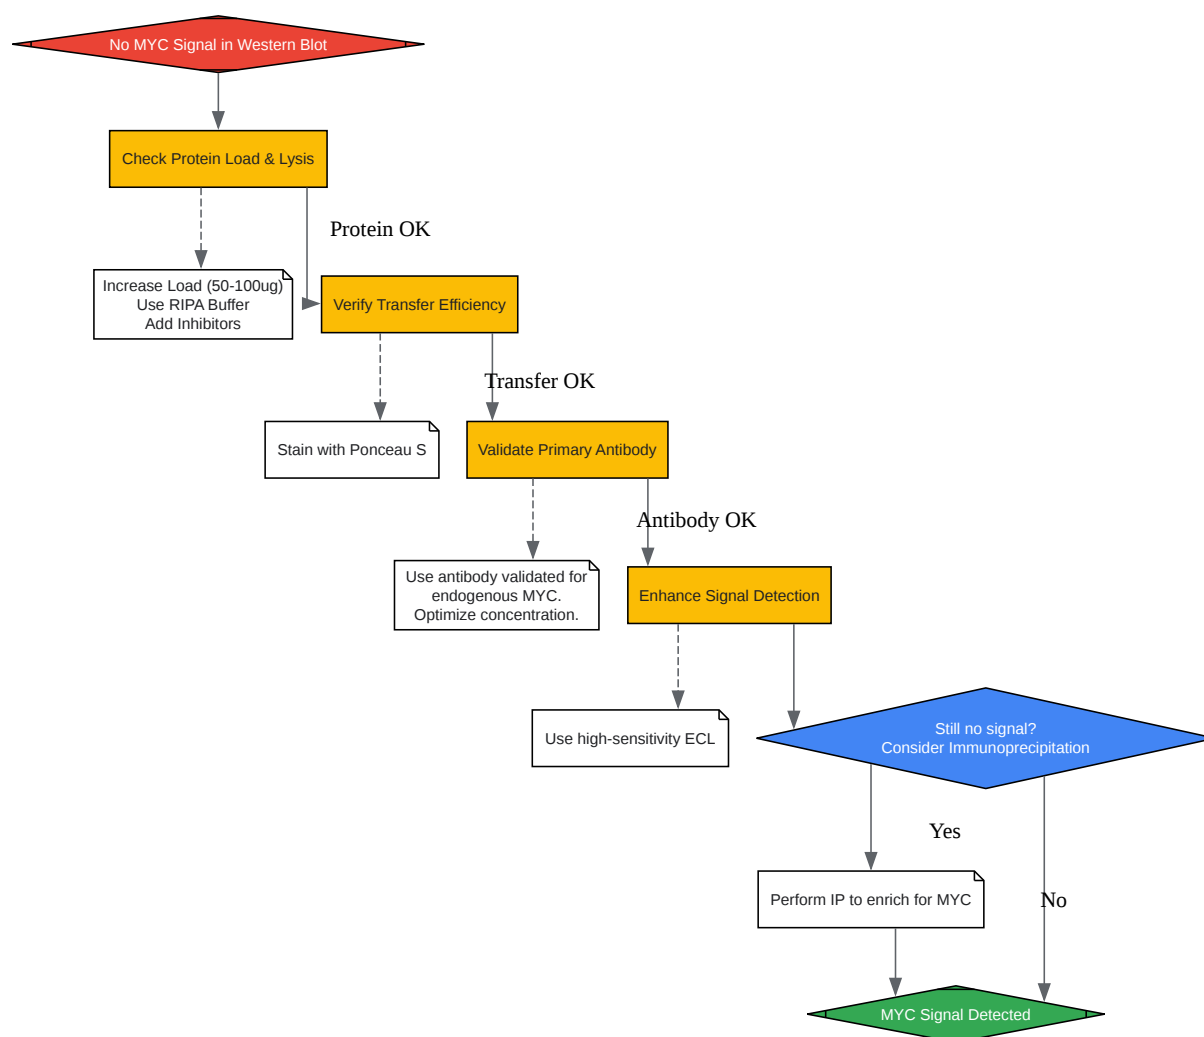 No MYC Signal in Western Blot
Check Protein Load & Lysis
Protein OK
Increase Load (50-100ug)
Use RIPA Buffer
Add Inhibitors
Verify Transfer Efficiency
Transfer OK
Stain with Ponceau S
Validate Primary Antibody
Antibody OK
Use antibody validated for
endogenous MYC.
Optimize concentration.
Enhance Signal Detection
Use high-sensitivity ECL
Still no signal?
Consider Immunoprecipitation
Yes
Perform IP to enrich for MYC
No
MYC Signal Detected